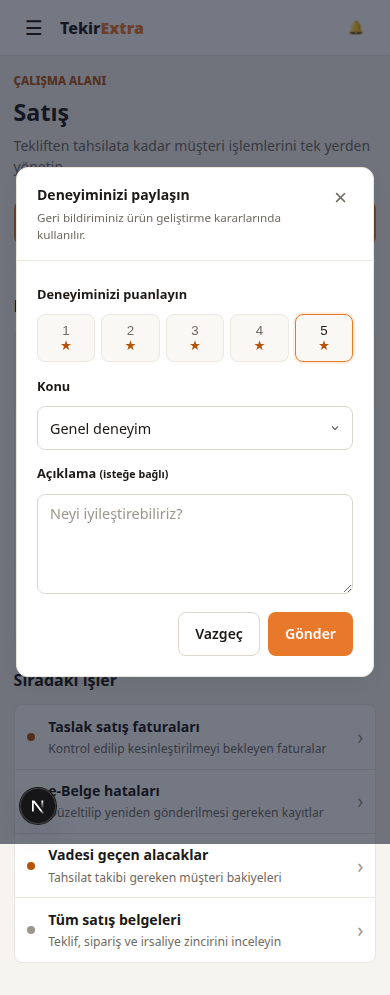 TekirExtra
ÇALIŞMA ALANI
Satış
Tekliften tahsilata kadar müşteri işlemlerini tek yerden
yönetin.
Deneyiminizi paylaşın
Geri bildiriminiz ürün geliştirme kararlarında
kullanılır.
Deneyiminizi puanlayın
1 2 3 4 5
Konu
Genel deneyim
Açıklama (isteğe bağlı)
Neyi iyileştirebiliriz?
Vazgeç Gönder
Sıradaki işler
Taslak satış faturaları
Kontrol edilip kesinleştirilmeyi bekleyen faturalar
e-Belge hataları
Düzeltilip yeniden gönderilmesi gereken kayıtlar
Vadesi geçen alacaklar
Tahsilat takibi gereken müşteri bakiyeleri
Tüm satış belgeleri
Teklif, sipariş ve irsaliye zincirini inceleyin